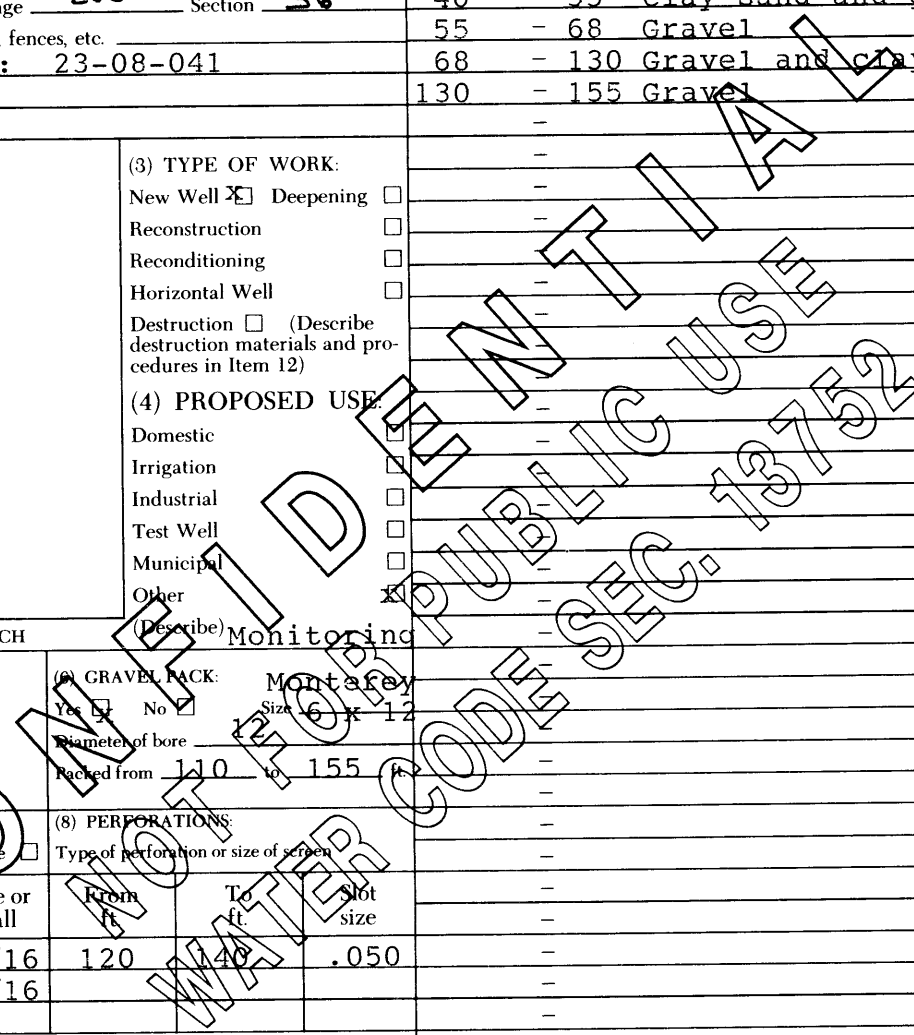 Section 36
fences, etc.
: 23-08-041
55 - 68 Gravel
68 - 130 Gravel and
130 - 155 Gravel
(3) TYPE OF WORK:
New Well X☐ Deepening ☐
Reconstruction ☐
Reconditioning ☐
Horizontal Well ☐
Destruction ☐ (Describe
destruction materials and pro-
cedures in Item 12)
(4) PROPOSED USE:
Domestic ☐
Irrigation ☐
Industrial ☐
Test Well ☐
Municipal ☐
Other X☐
(Describe) Monitoring
(6) GRAVEL PACK: Monterey
Yes X☐ No ☐ Size 6 x 12
Diameter of bore 12
Packed from 110 to 155 ft.
(8) PERFORATIONS:
Type of perforation or size of screen
From ft. To ft. Slot size
16 120 140 .050
16
CONFIDENTIAL
NOT FOR PUBLIC USE
WATER CODE SEC. 13752